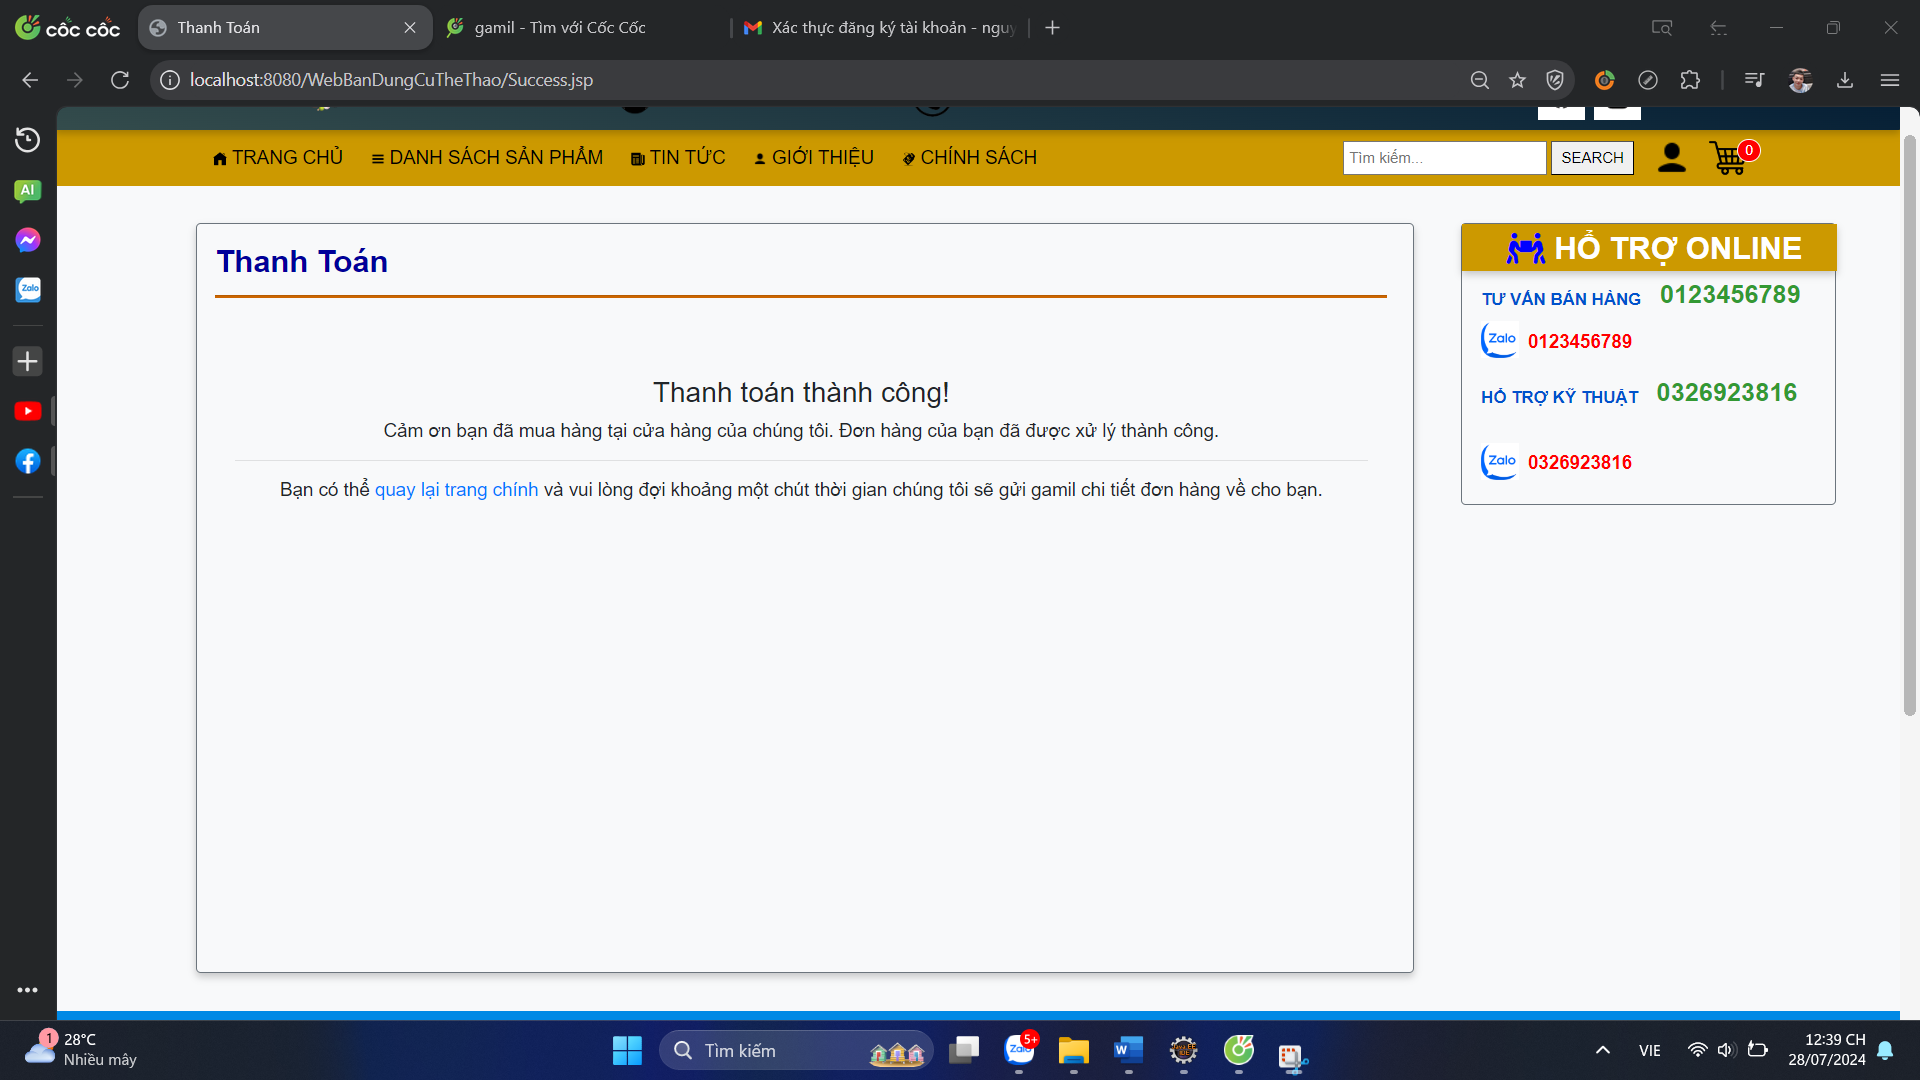 cốc cốc
Thanh Toán
gamil - Tìm với Cốc Cốc
Xác thực đăng ký tài khoản - nguy
localhost:8080/WebBanDungCuTheThao/Success.jsp
TRANG CHỦ
DANH SÁCH SẢN PHẨM
TIN TỨC
GIỚI THIỆU
CHÍNH SÁCH
Tìm kiếm...
SEARCH
0
AI
Zalo
Thanh Toán
Thanh toán thành công!
Cảm ơn bạn đã mua hàng tại cửa hàng của chúng tôi. Đơn hàng của bạn đã được xử lý thành công.
Bạn có thể quay lại trang chính và vui lòng đợi khoảng một chút thời gian chúng tôi sẽ gửi gamil chi tiết đơn hàng về cho bạn.
HỔ TRỢ ONLINE
TƯ VẤN BÁN HÀNG 0123456789
Zalo 0123456789
HỔ TRỢ KỸ THUẬT 0326923816
Zalo 0326923816
1
28°C
Nhiều mây
Tìm kiếm
Zalo
5+
W
VIE
12:39 CH
28/07/2024